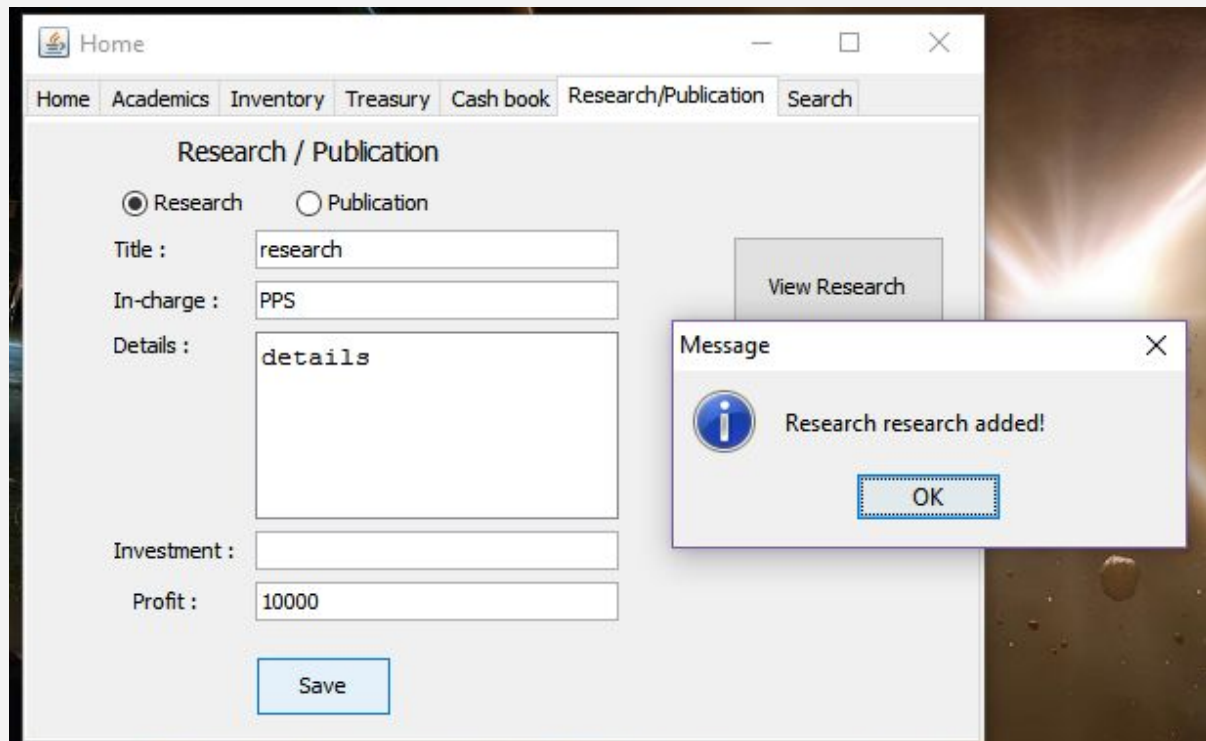 Home
Home Academics Inventory Treasury Cash book Research/Publication Search
Research / Publication
Research Publication
Title : research
In-charge : PPS
View Research
Details : details
Message
Research research added!
OK
Investment :
Profit : 10000
Save